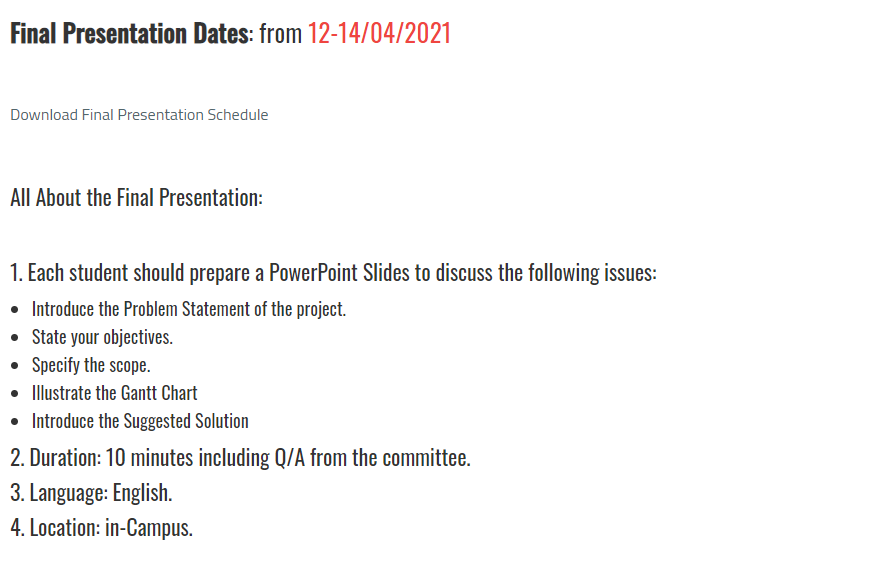 Final Presentation Dates: from 12-14/04/2021
Download Final Presentation Schedule
All About the Final Presentation:
1. Each student should prepare a PowerPoint Slides to discuss the following issues:
• Introduce the Problem Statement of the project.
• State your objectives.
• Specify the scope.
• Illustrate the Gantt Chart
• Introduce the Suggested Solution
2. Duration: 10 minutes including Q/A from the committee.
3. Language: English.
4. Location: in-Campus.